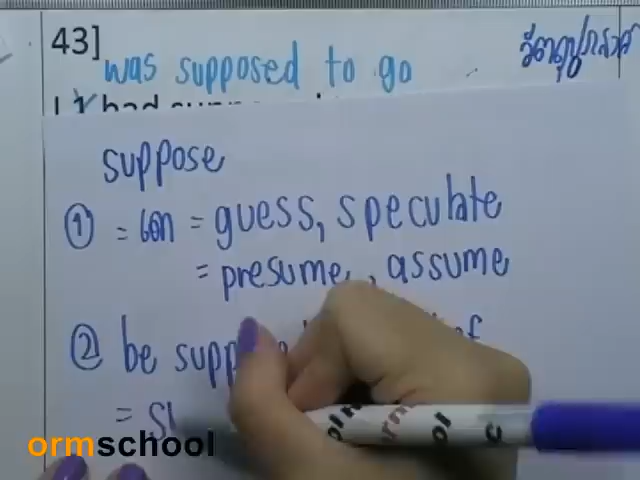 43]
was supposed to go
suppose
① = เดา = guess, speculate
= presume, assume
② be supp
=
ormschool